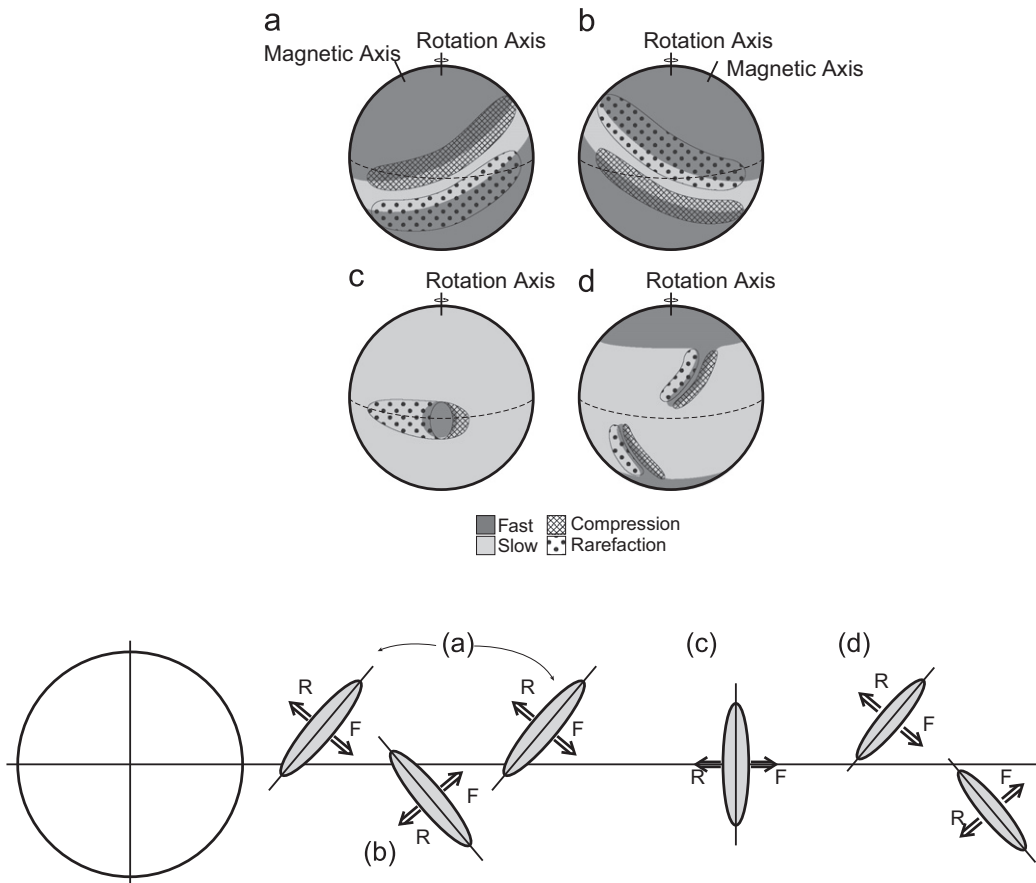 a
b
Rotation Axis
Magnetic Axis
Rotation Axis
Magnetic Axis
c
Rotation Axis
d
Rotation Axis
Fast
Compression
Slow
Rarefaction
(a)
(c)
(d)
R
F
R
F
R
F
R
F
R
F
F
R
(b)